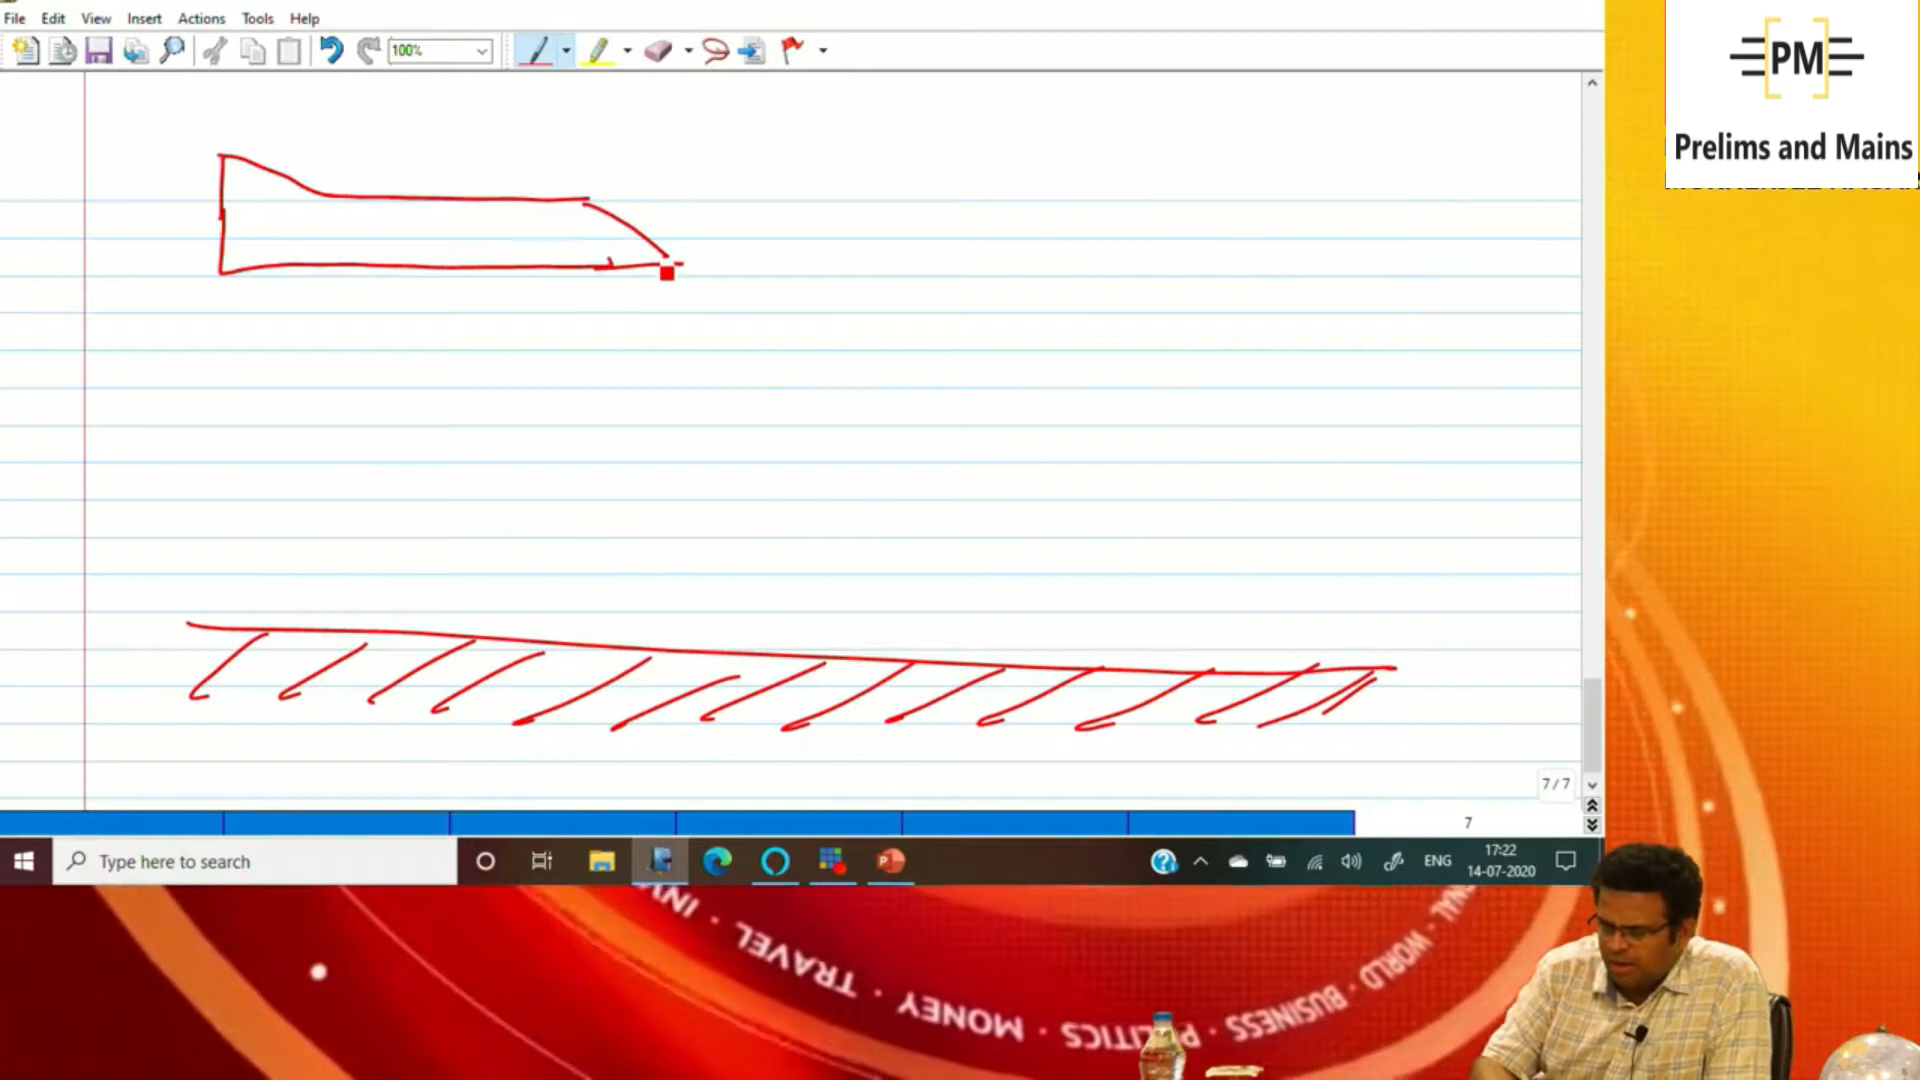 File Edit View Insert Actions Tools Help
100%
PM
Prelims and Mains
7 / 7
7
Type here to search
ENG
17:22
14-07-2020
INV · TRAVEL · MONEY · POLITICS · BUSINESS · WORLD ·